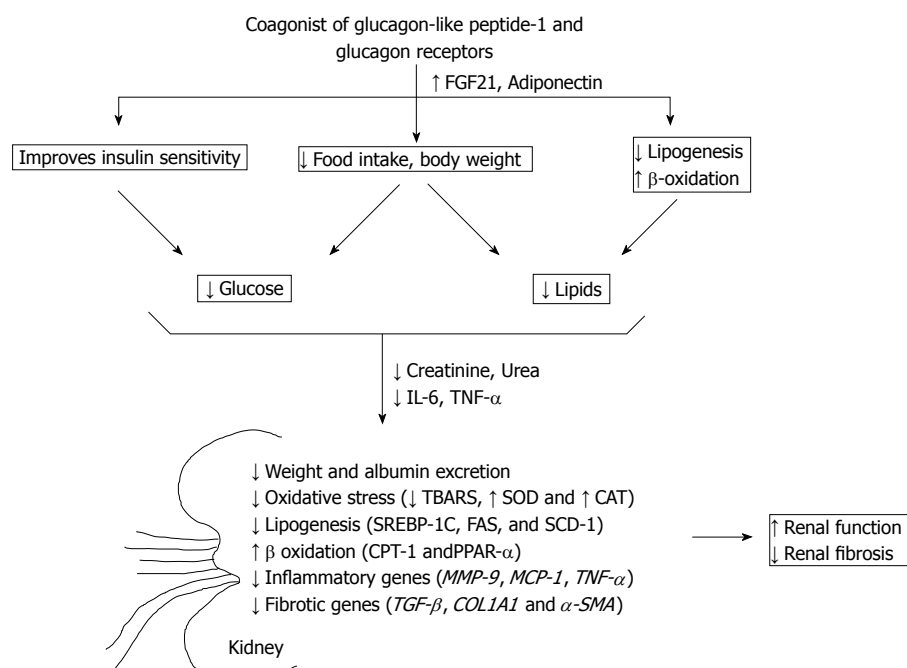 Coagonist of glucagon-like peptide-1 and
glucagon receptors
↑ FGF21, Adiponectin
Improves insulin sensitivity
↓ Food intake, body weight
↓ Lipogenesis
↑ β-oxidation
↓ Glucose
↓ Lipids
↓ Creatinine, Urea
↓ IL-6, TNF-α
↓ Weight and albumin excretion
↓ Oxidative stress (↓ TBARS, ↑ SOD and ↑ CAT)
↓ Lipogenesis (SREBP-1C, FAS, and SCD-1)
↑ β oxidation (CPT-1 andPPAR-α)
↓ Inflammatory genes (MMP-9, MCP-1, TNF-α)
↓ Fibrotic genes (TGF-β, COL1A1 and α-SMA)
↑ Renal function
↓ Renal fibrosis
Kidney